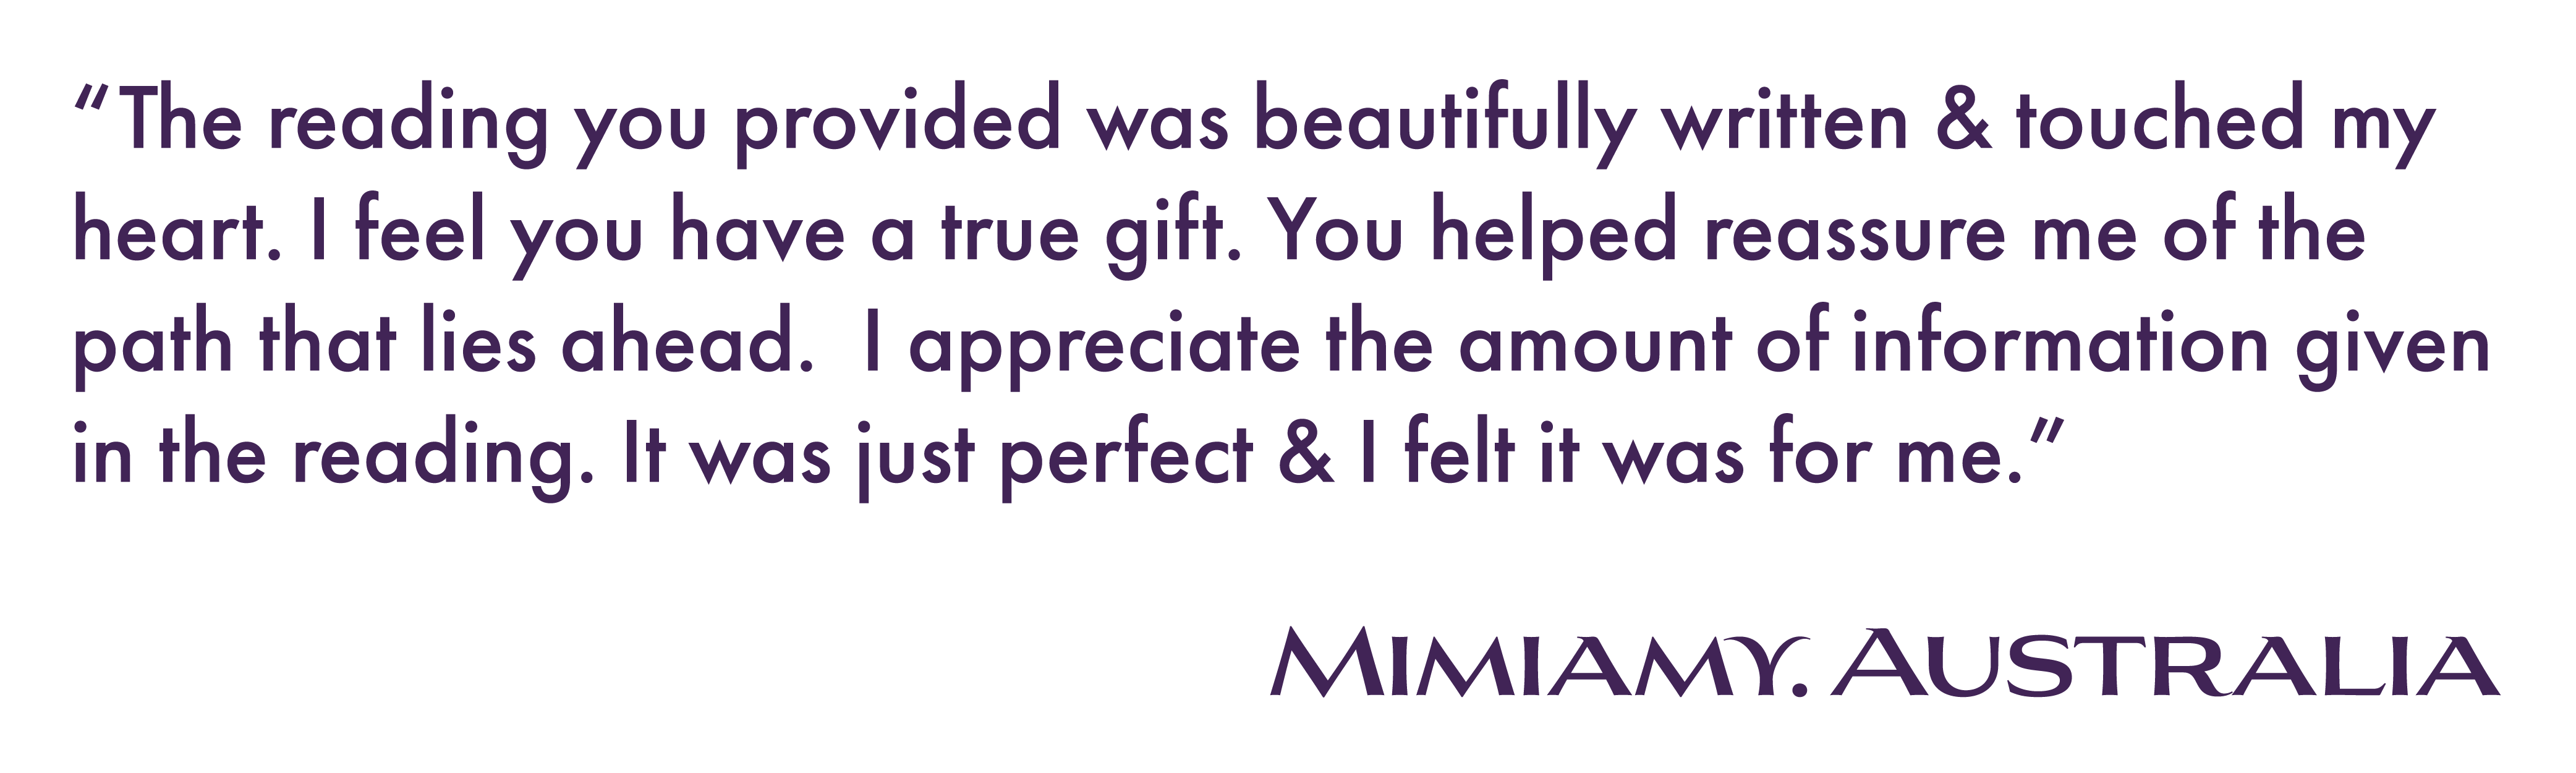 “The reading you provided was beautifully written & touched my
heart. I feel you have a true gift. You helped reassure me of the
path that lies ahead.  I appreciate the amount of information given
in the reading. It was just perfect & I felt it was for me.”
MIMIAMY. AUSTRALIA